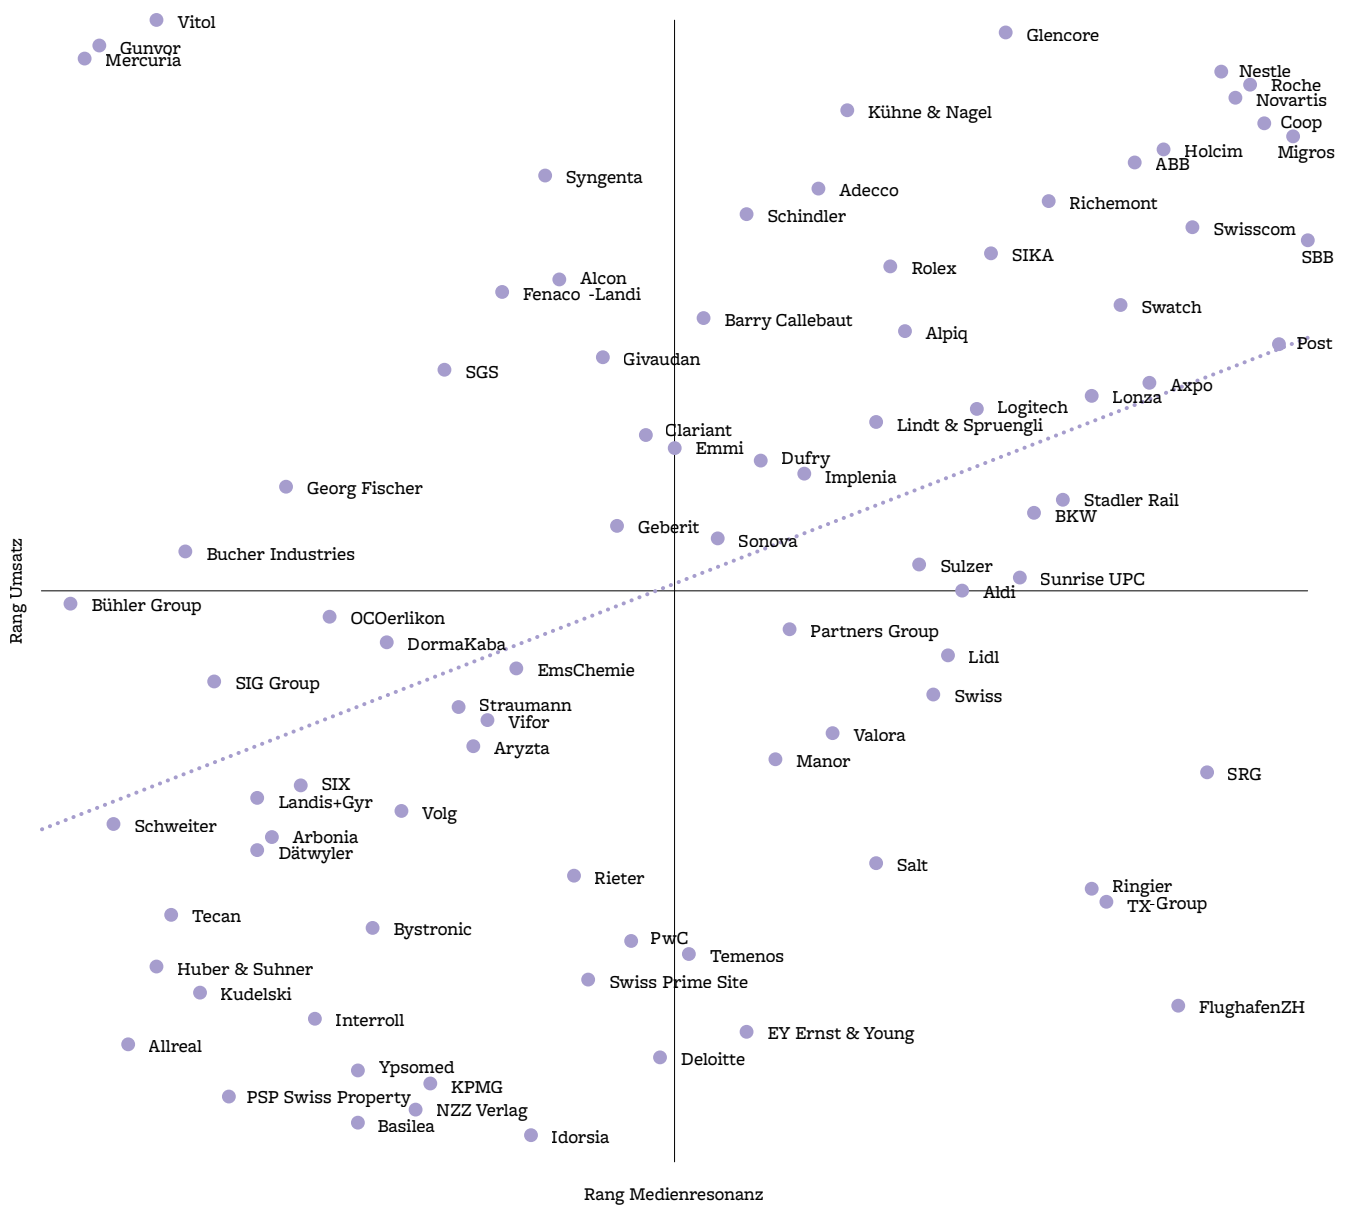 Vitol
Glencore
Gunvor
Mercuria
Nestle
Roche
Novartis
Kühne & Nagel
Coop
Migros
Holcim
ABB
Syngenta
Adecco
Richemont
Schindler
Swisscom
SBB
SIKA
Rolex
Alcon
Fenaco -Landi
Swatch
Barry Callebaut
Alpiq
Post
Givaudan
SGS
Axpo
Lonza
Logitech
Lindt & Spruengli
Clariant
Emmi
Dufry
Implenia
Georg Fischer
Stadler Rail
BKW
Geberit
Sonova
Bucher Industries
Sulzer
Sunrise UPC
Aldi
Rang Umsatz
Bühler Group
OCOerlikon
Partners Group
DormaKaba
Lidl
EmsChemie
SIG Group
Swiss
Straumann
Vifor
Valora
Aryzta
Manor
SRG
SIX
Landis+Gyr
Volg
Schweiter
Arbonia
Dätwyler
Salt
Rieter
Ringier
TX-Group
Tecan
Bystronic
PwC
Temenos
Huber & Suhner
Swiss Prime Site
Kudelski
FlughafenZH
Interroll
EY Ernst & Young
Allreal
Deloitte
Ypsomed
KPMG
PSP Swiss Property
NZZ Verlag
Basilea
Idorsia
Rang Medienresonanz